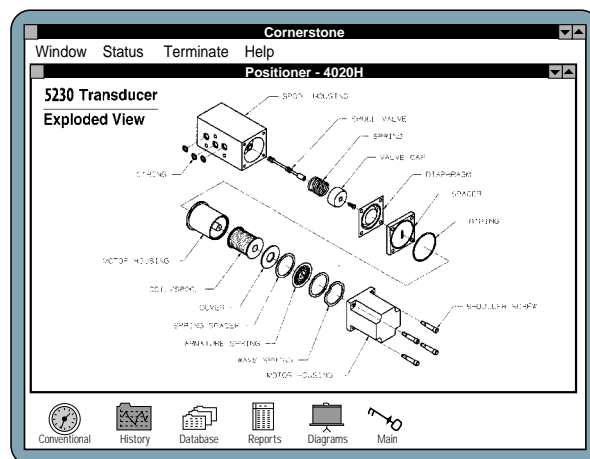 Cornerstone
Window Status Terminate Help
Positioner - 4020H
5230 Transducer
Exploded View
SPOOL HOUSING
SPOOL VALVE
SPRING
VALVE CAP
DIAPHRAGM
SPACER
O'RING
O'RING
MOTOR HOUSING
COIL/SPOOL
COVER
SPRING SPACER
ARMATURE SPRING
WAVE SPRING
MOTOR HOUSING
SHOULDER SCREW
Conventional History Database Reports Diagrams Main